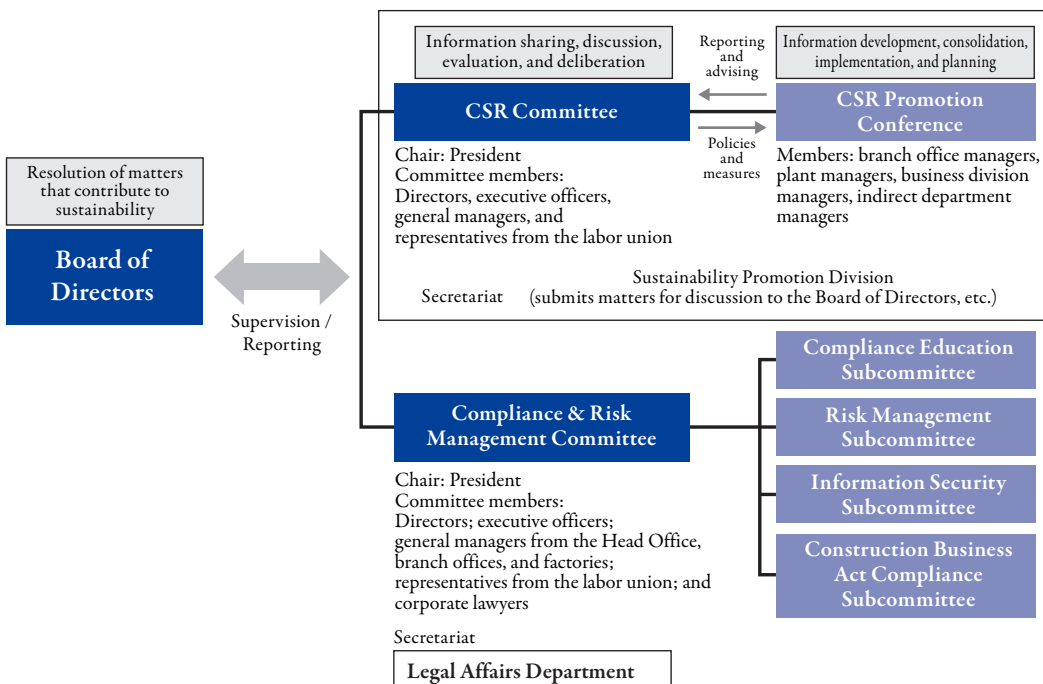 Resolution of matters
that contribute to
sustainability
Board of
Directors
Supervision /
Reporting
Information sharing, discussion,
evaluation, and deliberation
CSR Committee
Chair: President
Committee members:
Directors, executive officers,
general managers, and
representatives from the labor union
Reporting
and
advising
Policies
and
measures
Information development, consolidation,
implementation, and planning
CSR Promotion
Conference
Members: branch office managers,
plant managers, business division
managers, indirect department
managers
Secretariat
Sustainability Promotion Division
(submits matters for discussion to the Board of Directors, etc.)
Compliance & Risk
Management Committee
Chair: President
Committee members:
Directors; executive officers;
general managers from the Head Office,
branch offices, and factories;
representatives from the labor union; and
corporate lawyers
Secretariat
Legal Affairs Department
Compliance Education
Subcommittee
Risk Management
Subcommittee
Information Security
Subcommittee
Construction Business
Act Compliance
Subcommittee